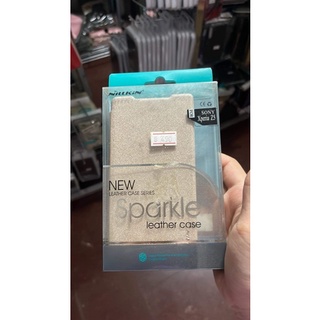 NILLKIN
SONY
Xperia Z5
NEW
LEATHER CASE SERIES
Sparkle
leather case